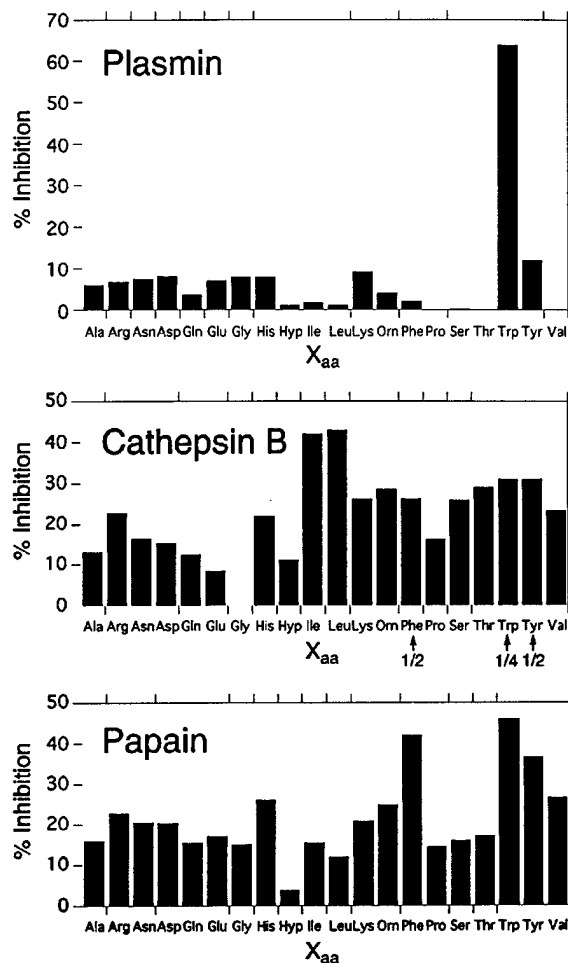 70
Plasmin
60
50
40
30
20
10
0
% Inhibition
Ala Arg Asn Asp Gln Glu Gly His Hyp Ile Leu Lys Orn Phe Pro Ser Thr Trp Tyr Val
Xaa
50
Cathepsin B
40
30
20
10
0
% Inhibition
Ala Arg Asn Asp Gln Glu Gly His Hyp Ile Leu Lys Orn Phe Pro Ser Thr Trp Tyr Val
Xaa
1/2 1/4 1/2
50
Papain
40
30
20
10
0
% Inhibition
Ala Arg Asn Asp Gln Glu Gly His Hyp Ile Leu Lys Orn Phe Pro Ser Thr Trp Tyr Val
Xaa